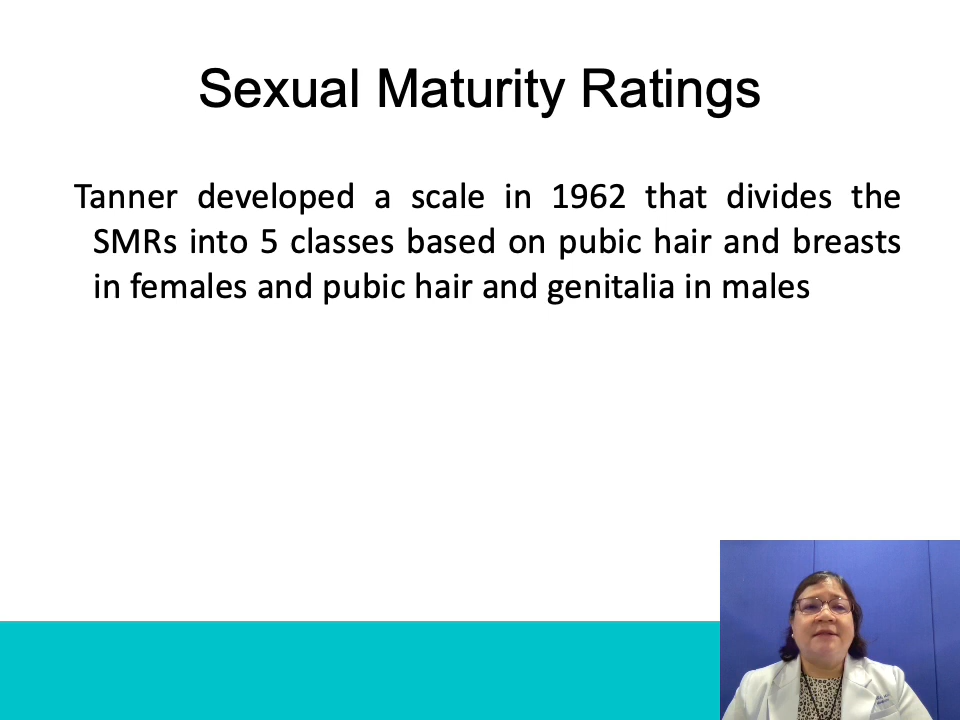 Sexual Maturity Ratings
Tanner developed a scale in 1962 that divides the
SMRs into 5 classes based on pubic hair and breasts
in females and pubic hair and genitalia in males